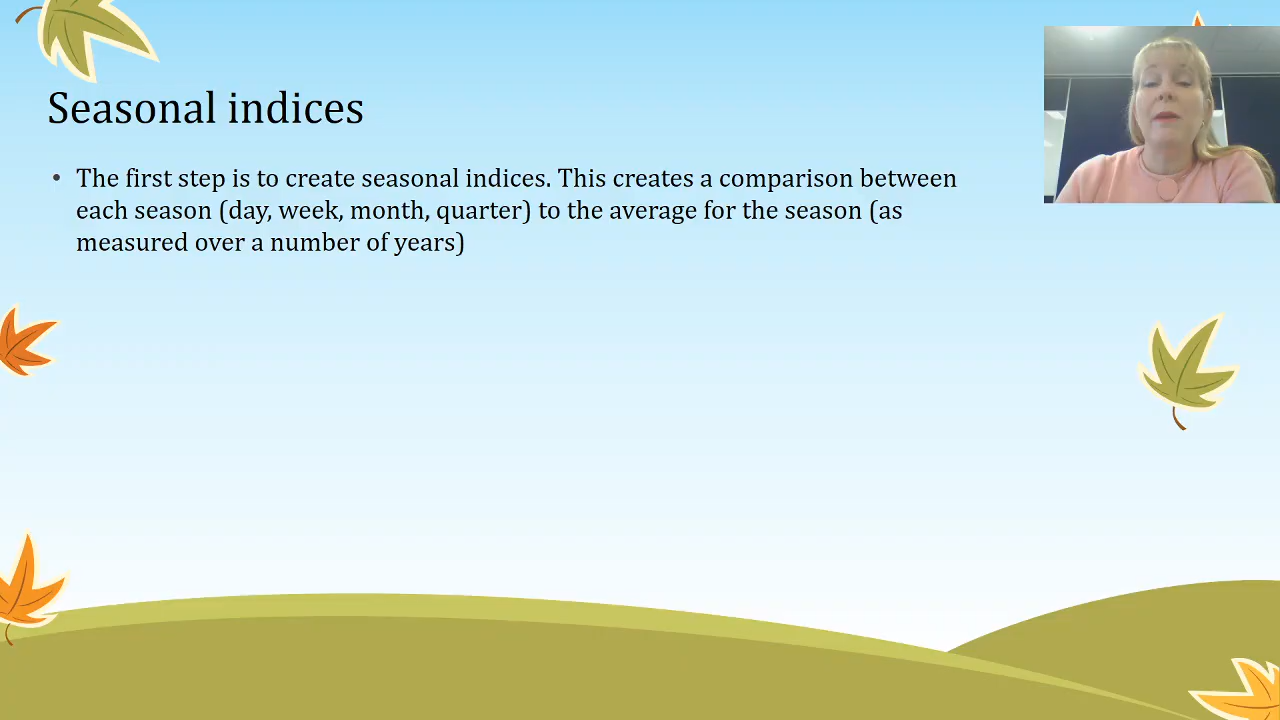 Seasonal indices
• The first step is to create seasonal indices. This creates a comparison between
each season (day, week, month, quarter) to the average for the season (as
measured over a number of years)